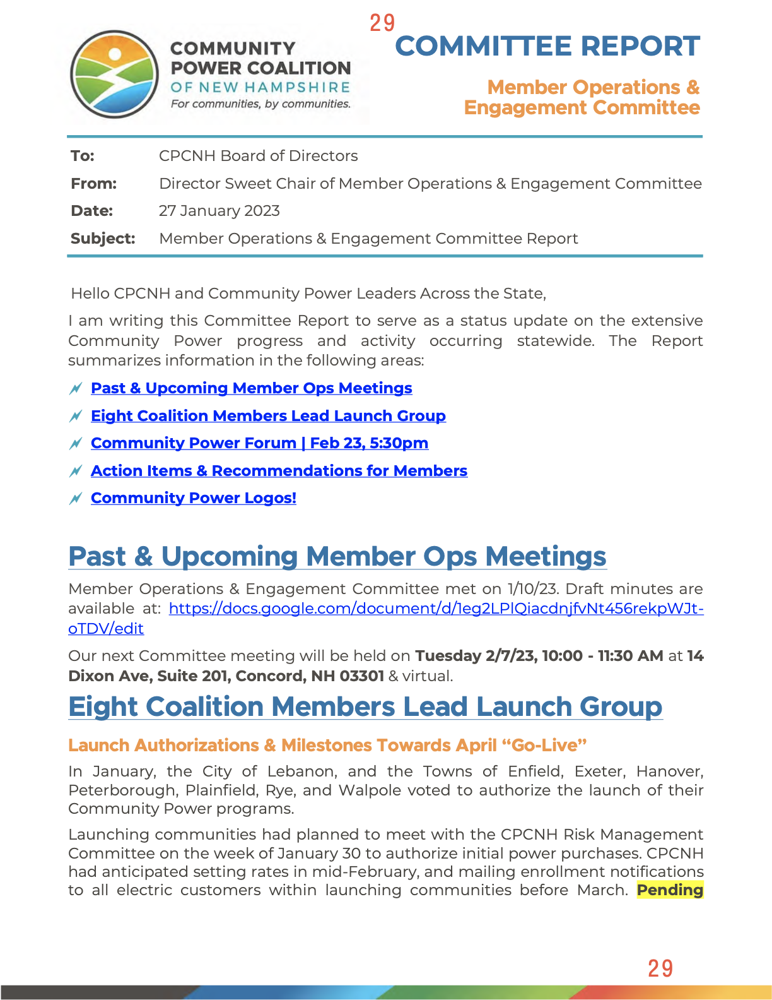 29
COMMUNITY
POWER COALITION
OF NEW HAMPSHIRE
For communities, by communities.
COMMITTEE REPORT
Member Operations &
Engagement Committee
To: CPCNH Board of Directors
From: Director Sweet Chair of Member Operations & Engagement Committee
Date: 27 January 2023
Subject: Member Operations & Engagement Committee Report
Hello CPCNH and Community Power Leaders Across the State,
I am writing this Committee Report to serve as a status update on the extensive
Community Power progress and activity occurring statewide. The Report
summarizes information in the following areas:
Past & Upcoming Member Ops Meetings
Eight Coalition Members Lead Launch Group
Community Power Forum | Feb 23, 5:30pm
Action Items & Recommendations for Members
Community Power Logos!
Past & Upcoming Member Ops Meetings
Member Operations & Engagement Committee met on 1/10/23. Draft minutes are
available at: https://docs.google.com/document/d/1eg2LPlQiacdnjfvNt456rekpWJt-
oTDV/edit
Our next Committee meeting will be held on Tuesday 2/7/23, 10:00 - 11:30 AM at 14
Dixon Ave, Suite 201, Concord, NH 03301 & virtual.
Eight Coalition Members Lead Launch Group
Launch Authorizations & Milestones Towards April “Go-Live”
In January, the City of Lebanon, and the Towns of Enfield, Exeter, Hanover,
Peterborough, Plainfield, Rye, and Walpole voted to authorize the launch of their
Community Power programs.
Launching communities had planned to meet with the CPCNH Risk Management
Committee on the week of January 30 to authorize initial power purchases. CPCNH
had anticipated setting rates in mid-February, and mailing enrollment notifications
to all electric customers within launching communities before March. Pending
29